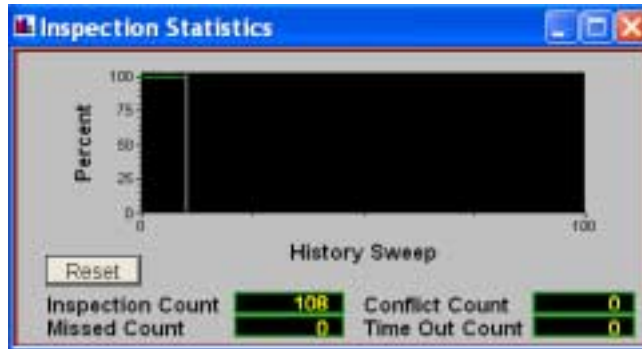 Inspection Statistics
100
75
50
25
0
Percent
0 100
History Sweep
Reset
Inspection Count 108 Conflict Count 0
Missed Count 0 Time Out Count 0